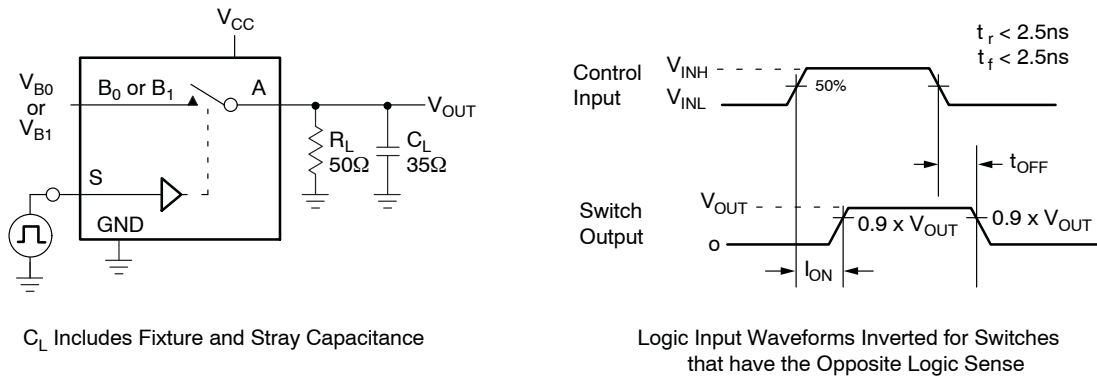 V_CC
V_B0
or
V_B1
B_0 or B_1
A
V_OUT
R_L
50Ω
C_L
35Ω
S
GND
C_L Includes Fixture and Stray Capacitance
t_r < 2.5ns
t_f < 2.5ns
Control
Input
V_INH
V_INL
50%
t_OFF
Switch
Output
V_OUT
o
0.9 x V_OUT
0.9 x V_OUT
I_ON
Logic Input Waveforms Inverted for Switches
that have the Opposite Logic Sense